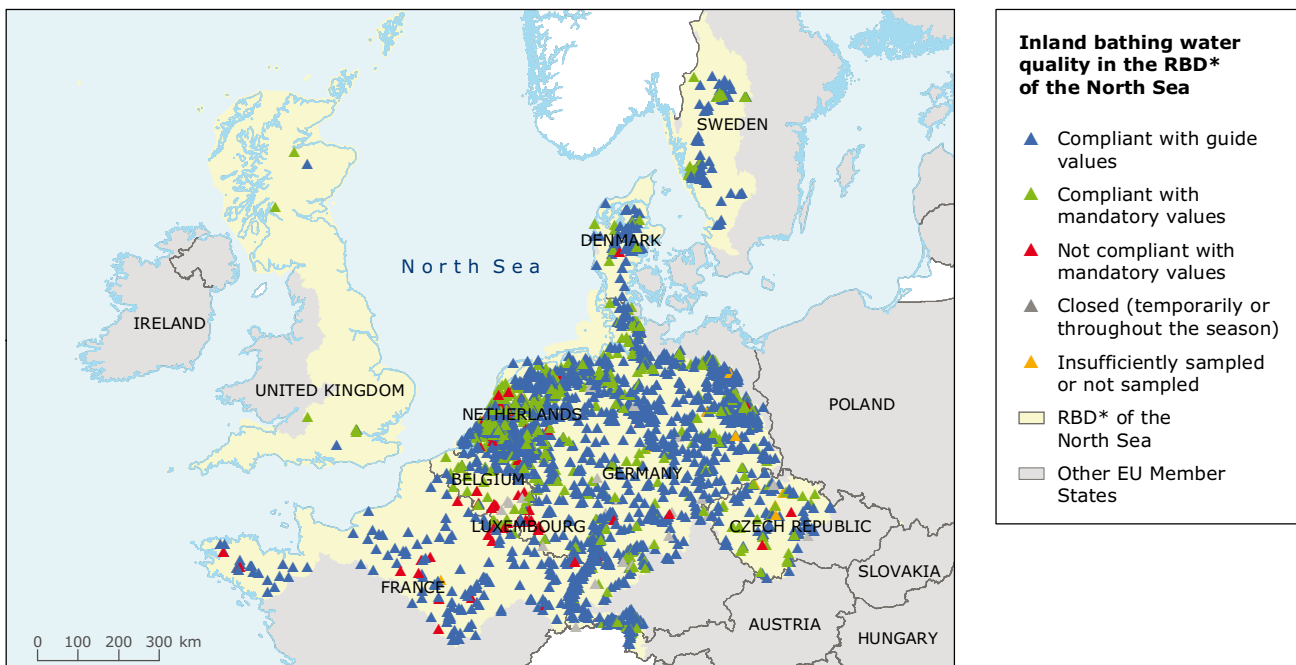 SWEDEN
DENMARK
North Sea
IRELAND
UNITED KINGDOM
NETHERLANDS
POLAND
BELGIUM
GERMANY
LUXEMBOURG
CZECH REPUBLIC
SLOVAKIA
FRANCE
AUSTRIA
HUNGARY
0 100 200 300 km
Inland bathing water
quality in the RBD*
of the North Sea
Compliant with guide
values
Compliant with
mandatory values
Not compliant with
mandatory values
Closed (temporarily or
throughout the season)
Insufficiently sampled
or not sampled
RBD* of the
North Sea
Other EU Member
States